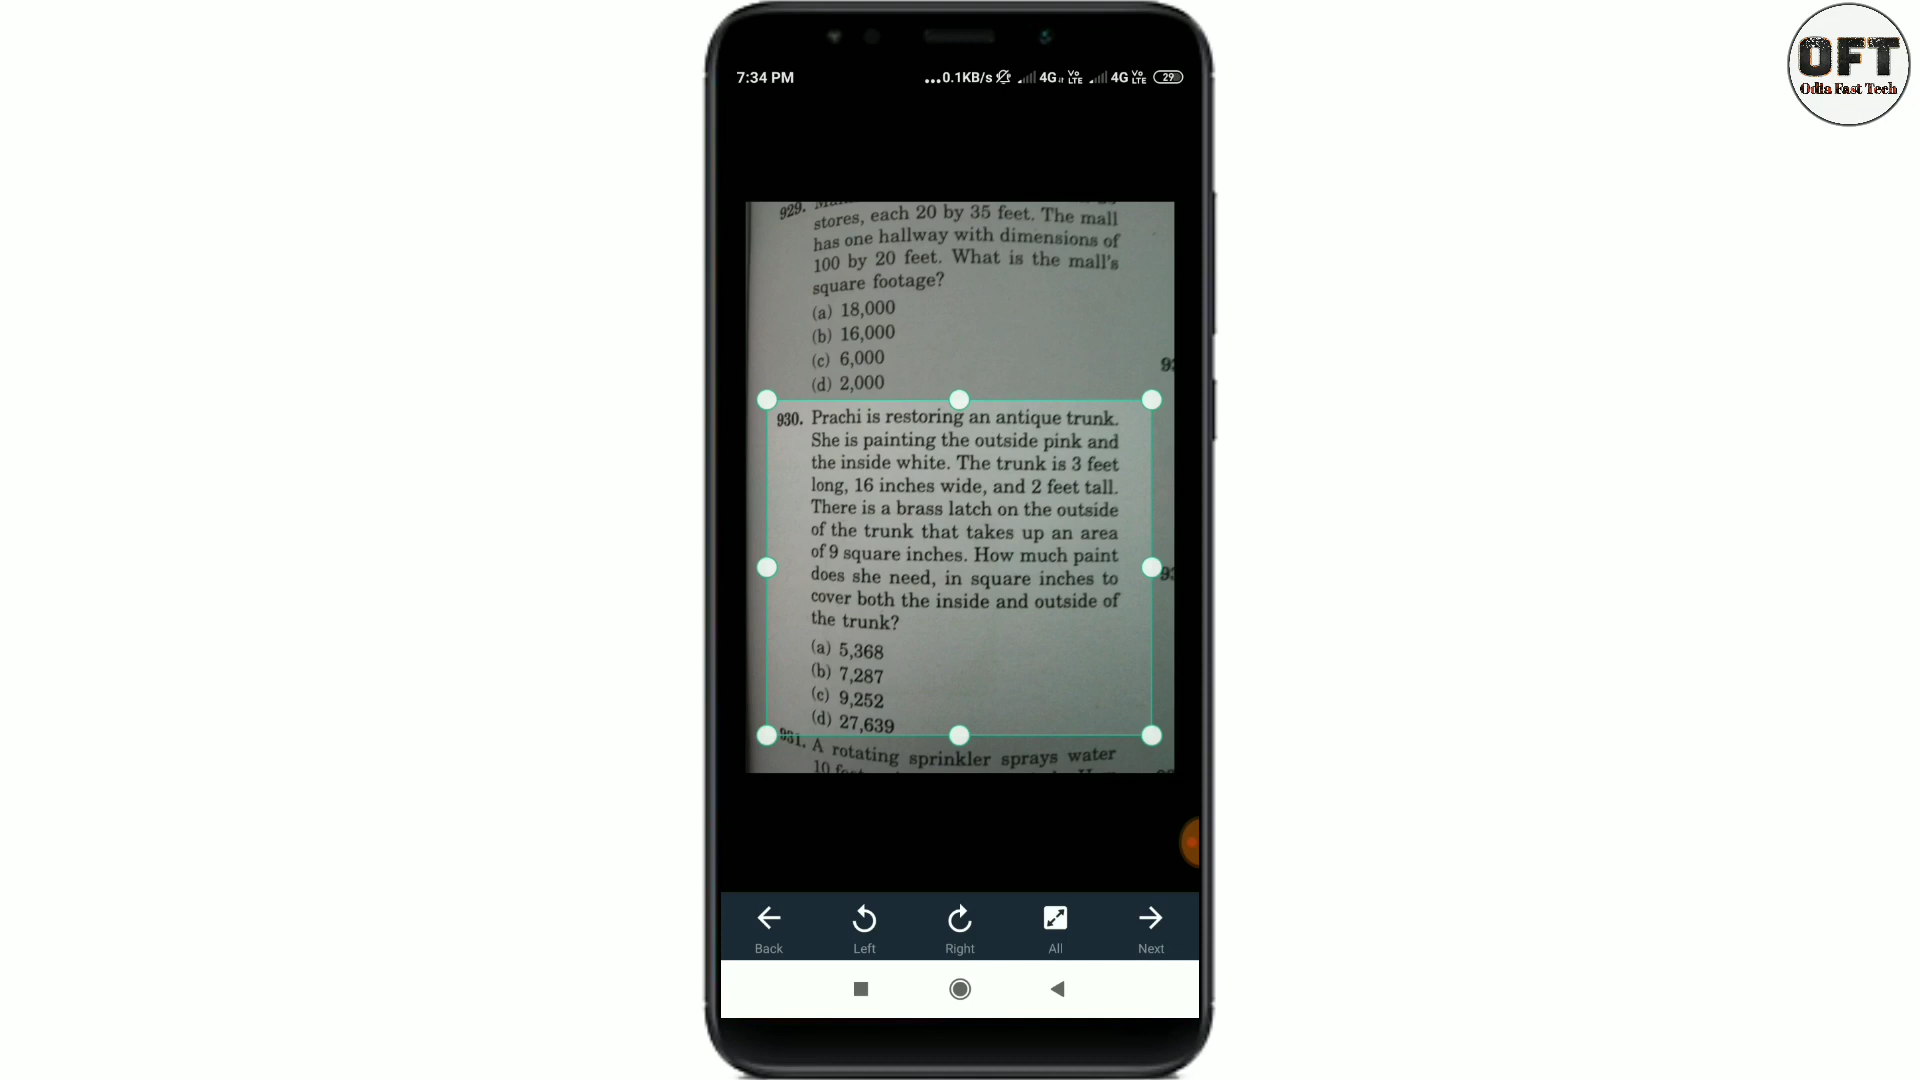 7:34 PM
...0.1KB/s 4G Vo LTE 4G Vo LTE 29
OFT
Odia Fast Tech
929.
stores, each 20 by 35 feet. The mall
has one hallway with dimensions of
100 by 20 feet. What is the mall's
square footage?
(a) 18,000
(b) 16,000
(c) 6,000
(d) 2,000
930. Prachi is restoring an antique trunk.
She is painting the outside pink and
the inside white. The trunk is 3 feet
long, 16 inches wide, and 2 feet tall.
There is a brass latch on the outside
of the trunk that takes up an area
of 9 square inches. How much paint
does she need, in square inches to
cover both the inside and outside of
the trunk?
(a) 5,368
(b) 7,287
(c) 9,252
(d) 27,639
931. A rotating sprinkler sprays water
10
Back
Left
Right
All
Next